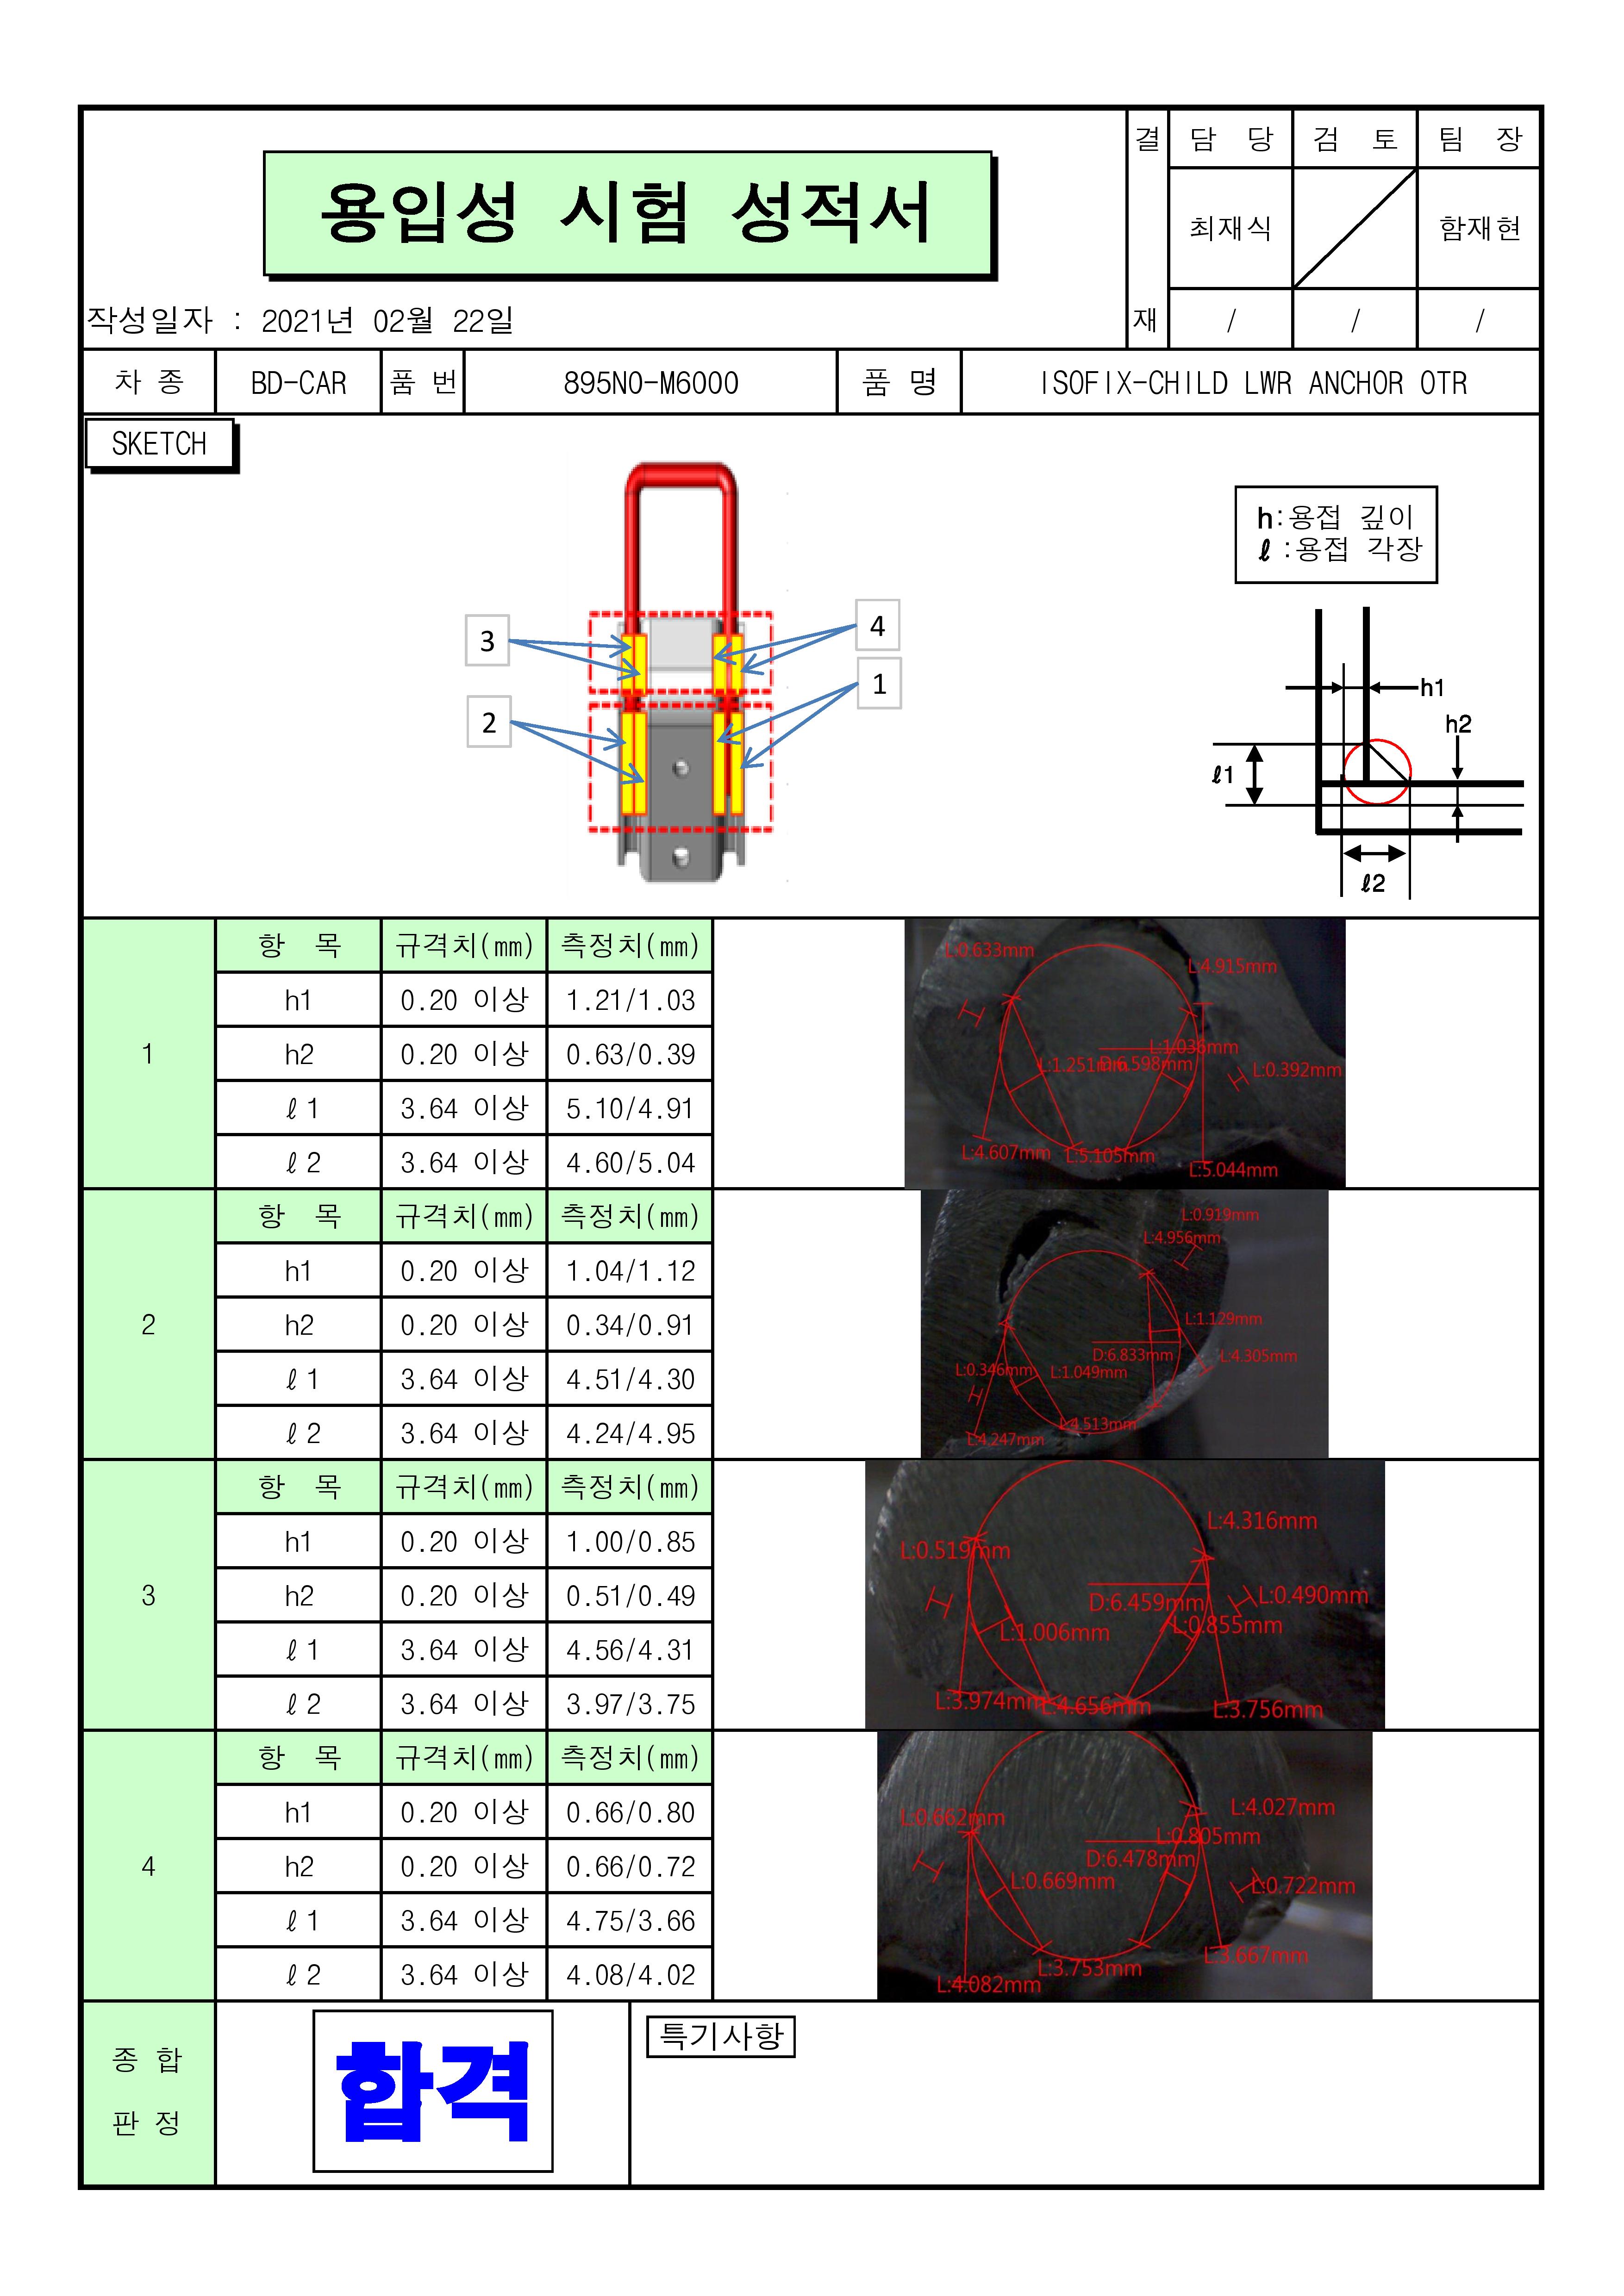 용입성 시험 성적서
결 재
담 당 검 토 팀 장
최재식 함재현
/ / /
작성일자 : 2021년 02월 22일
차 종 BD-CAR 품 번 895N0-M6000 품 명 ISOFIX-CHILD LWR ANCHOR OTR
SKETCH
3
4
2
1
h:용접 깊이
ℓ :용접 각장
h1
h2
ℓ1
ℓ2
1
항 목 규격치(㎜) 측정치(㎜)
h1 0.20 이상 1.21/1.03
h2 0.20 이상 0.63/0.39
ℓ1 3.64 이상 5.10/4.91
ℓ2 3.64 이상 4.60/5.04
L:0.633mm
L:4.915mm
L:1.036mm
L:1.251mm
D:6.598mm
L:0.392mm
L:4.607mm
L:5.105mm
L:5.044mm
2
항 목 규격치(㎜) 측정치(㎜)
h1 0.20 이상 1.04/1.12
h2 0.20 이상 0.34/0.91
ℓ1 3.64 이상 4.51/4.30
ℓ2 3.64 이상 4.24/4.95
L:0.919mm
L:4.956mm
L:1.129mm
D:6.833mm
L:4.305mm
L:0.346mm
L:1.049mm
L:4.513mm
L:4.247mm
3
항 목 규격치(㎜) 측정치(㎜)
h1 0.20 이상 1.00/0.85
h2 0.20 이상 0.51/0.49
ℓ1 3.64 이상 4.56/4.31
ℓ2 3.64 이상 3.97/3.75
L:4.316mm
L:0.519mm
L:0.490mm
D:6.459mm
L:0.855mm
L:1.006mm
L:3.974mm
L:4.656mm
L:3.756mm
4
항 목 규격치(㎜) 측정치(㎜)
h1 0.20 이상 0.66/0.80
h2 0.20 이상 0.66/0.72
ℓ1 3.64 이상 4.75/3.66
ℓ2 3.64 이상 4.08/4.02
L:4.027mm
L:0.662mm
L:0.805mm
D:6.478mm
L:0.669mm
L:0.722mm
L:3.667mm
L:3.753mm
L:4.082mm
종 합
판 정
합격
특기사항